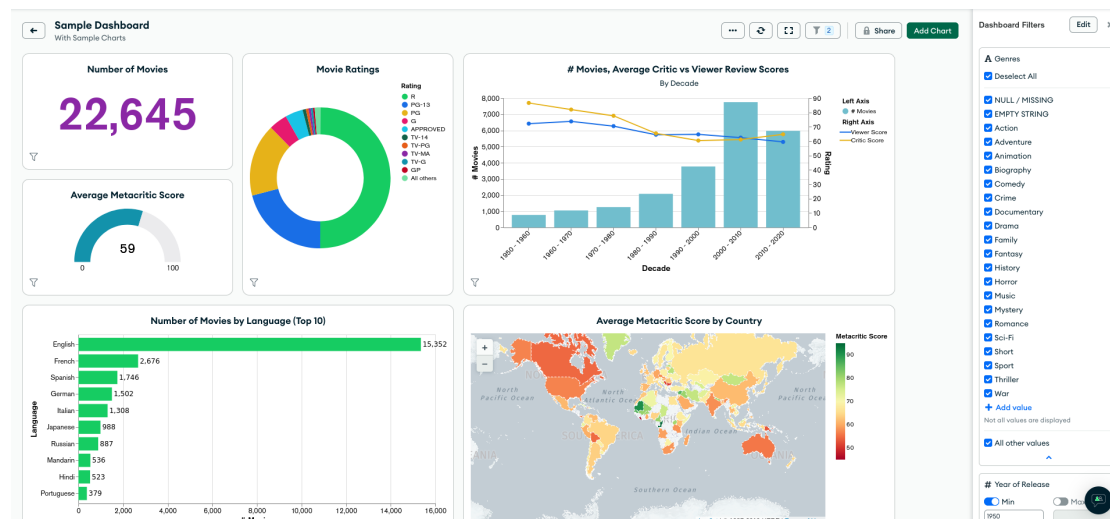 Sample Dashboard
With Sample Charts
2
Share
Add Chart
Number of Movies
22,645
Average Metacritic Score
59
0
100
Movie Ratings
Rating
R
PG-13
PG
G
APPROVED
TV-14
TV-PG
TV-MA
TV-G
GP
All others
# Movies, Average Critic vs Viewer Review Scores
By Decade
# Movies
8,000
7,000
6,000
5,000
4,000
3,000
2,000
1,000
0
90
80
70
60
50
40
30
20
10
0
Rating
1950 - 1960
1960 - 1970
1970 - 1980
1980 - 1990
1990 - 2000
2000 - 2010
2010 - 2020
Decade
Left Axis
# Movies
Right Axis
Viewer Score
Critic Score
Number of Movies by Language (Top 10)
Language
English 15,352
French 2,676
Spanish 1,746
German 1,502
Italian 1,308
Japanese 988
Russian 887
Mandarin 536
Hindi 523
Portuguese 379
0 2,000 4,000 6,000 8,000 10,000 12,000 14,000 16,000
Average Metacritic Score by Country
+
−
North
Pacific Ocean
North
Atlantic Ocean
North
Indian Ocean
Southern Ocean
Metacritic Score
90
80
70
60
50
Dashboard Filters
Edit
Genres
Deselect All
NULL / MISSING
EMPTY STRING
Action
Adventure
Animation
Biography
Comedy
Crime
Documentary
Drama
Family
Fantasy
History
Horror
Music
Mystery
Romance
Sci-Fi
Short
Sport
Thriller
War
+ Add value
Not all values are displayed
All other values
# Year of Release
Min
1950